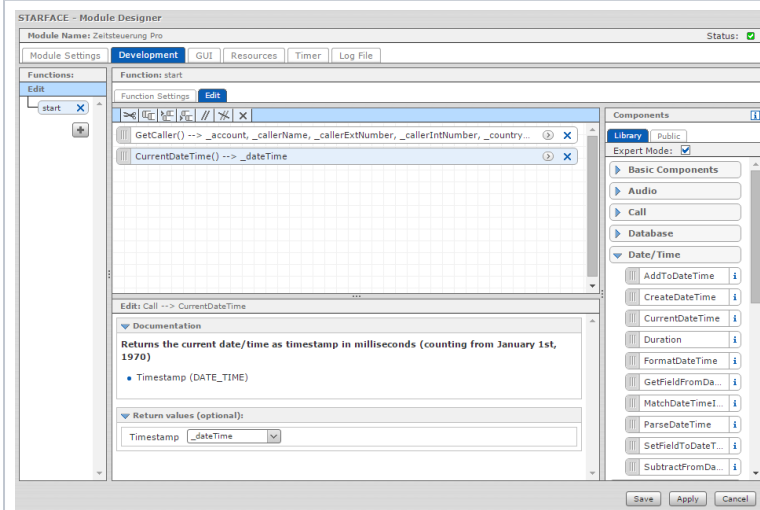 STARFACE - Module Designer
Module Name: Zeitsteuerung Pro
Status:
Module Settings
Development
GUI
Resources
Timer
Log File
Functions:
Edit
start
Function: start
Function Settings
Edit
GetCaller() --> _account, _callerName, _callerExtNumber, _callerIntNumber, _country...
CurrentDateTime() --> _dateTime
Edit: Call --> CurrentDateTime
Documentation
Returns the current date/time as timestamp in milliseconds (counting from January 1st,
1970)
Timestamp (DATE_TIME)
Return values (optional):
Timestamp
_dateTime
Components
Library
Public
Expert Mode:
Basic Components
Audio
Call
Database
Date/Time
AddToDateTime
CreateDateTime
CurrentDateTime
Duration
FormatDateTime
GetFieldFromDa...
MatchDateTimeI...
ParseDateTime
SetFieldToDateT...
SubtractFromDa...
Save
Apply
Cancel